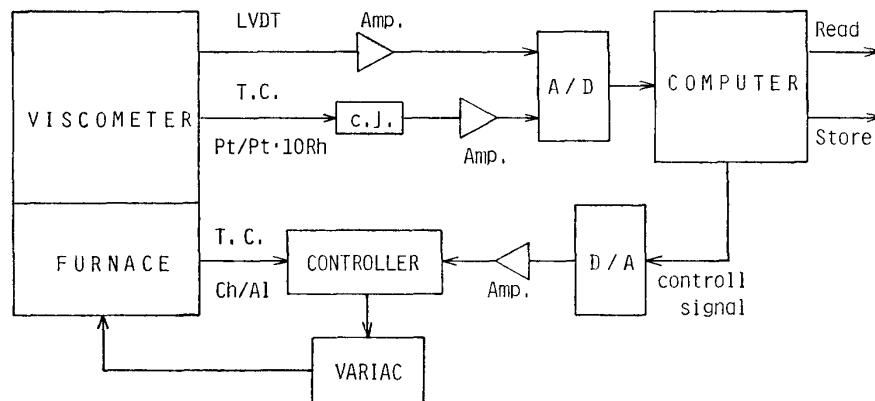 LVDT
Amp.
Read
A/D
COMPUTER
T.C.
VISCOMETER
c.j.
Pt/Pt·10Rh
Amp.
Store
T.C.
FURNACE
CONTROLLER
D/A
Ch/Al
Amp.
controll
signal
VARIAC